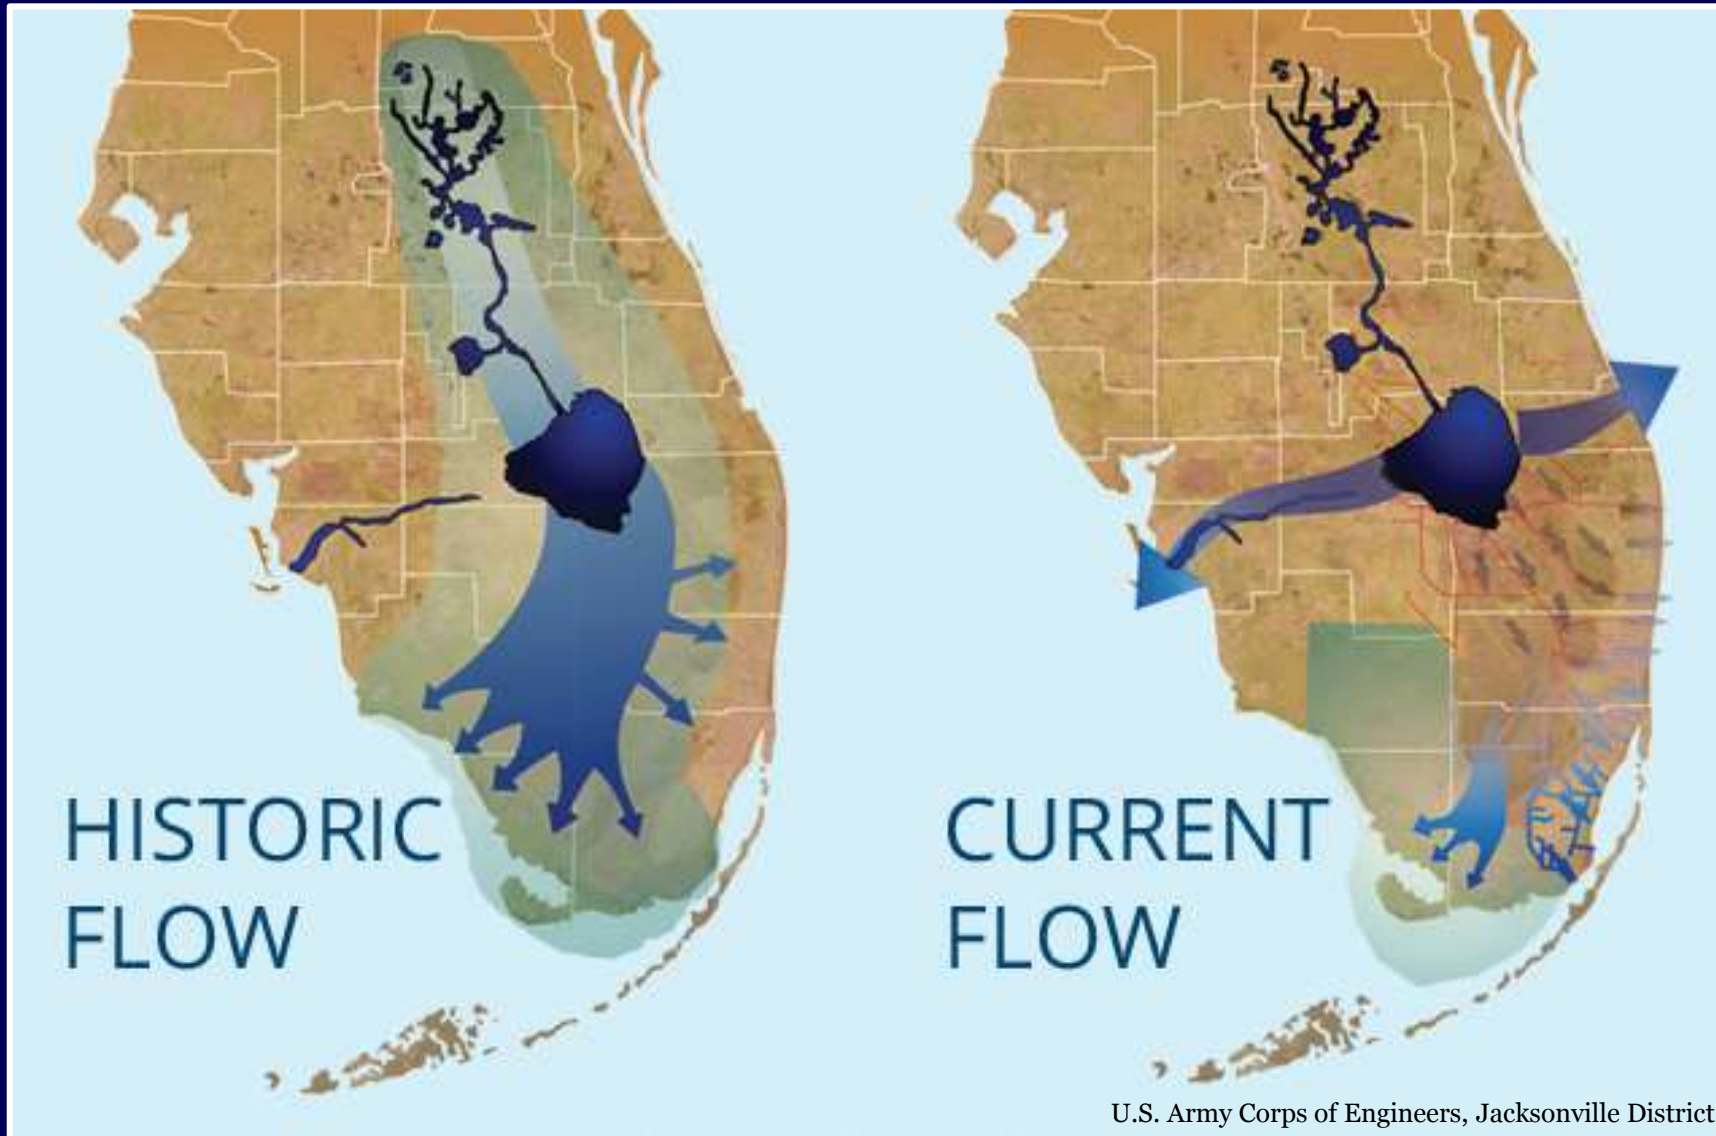 HISTORIC
FLOW
CURRENT
FLOW
U.S. Army Corps of Engineers, Jacksonville District